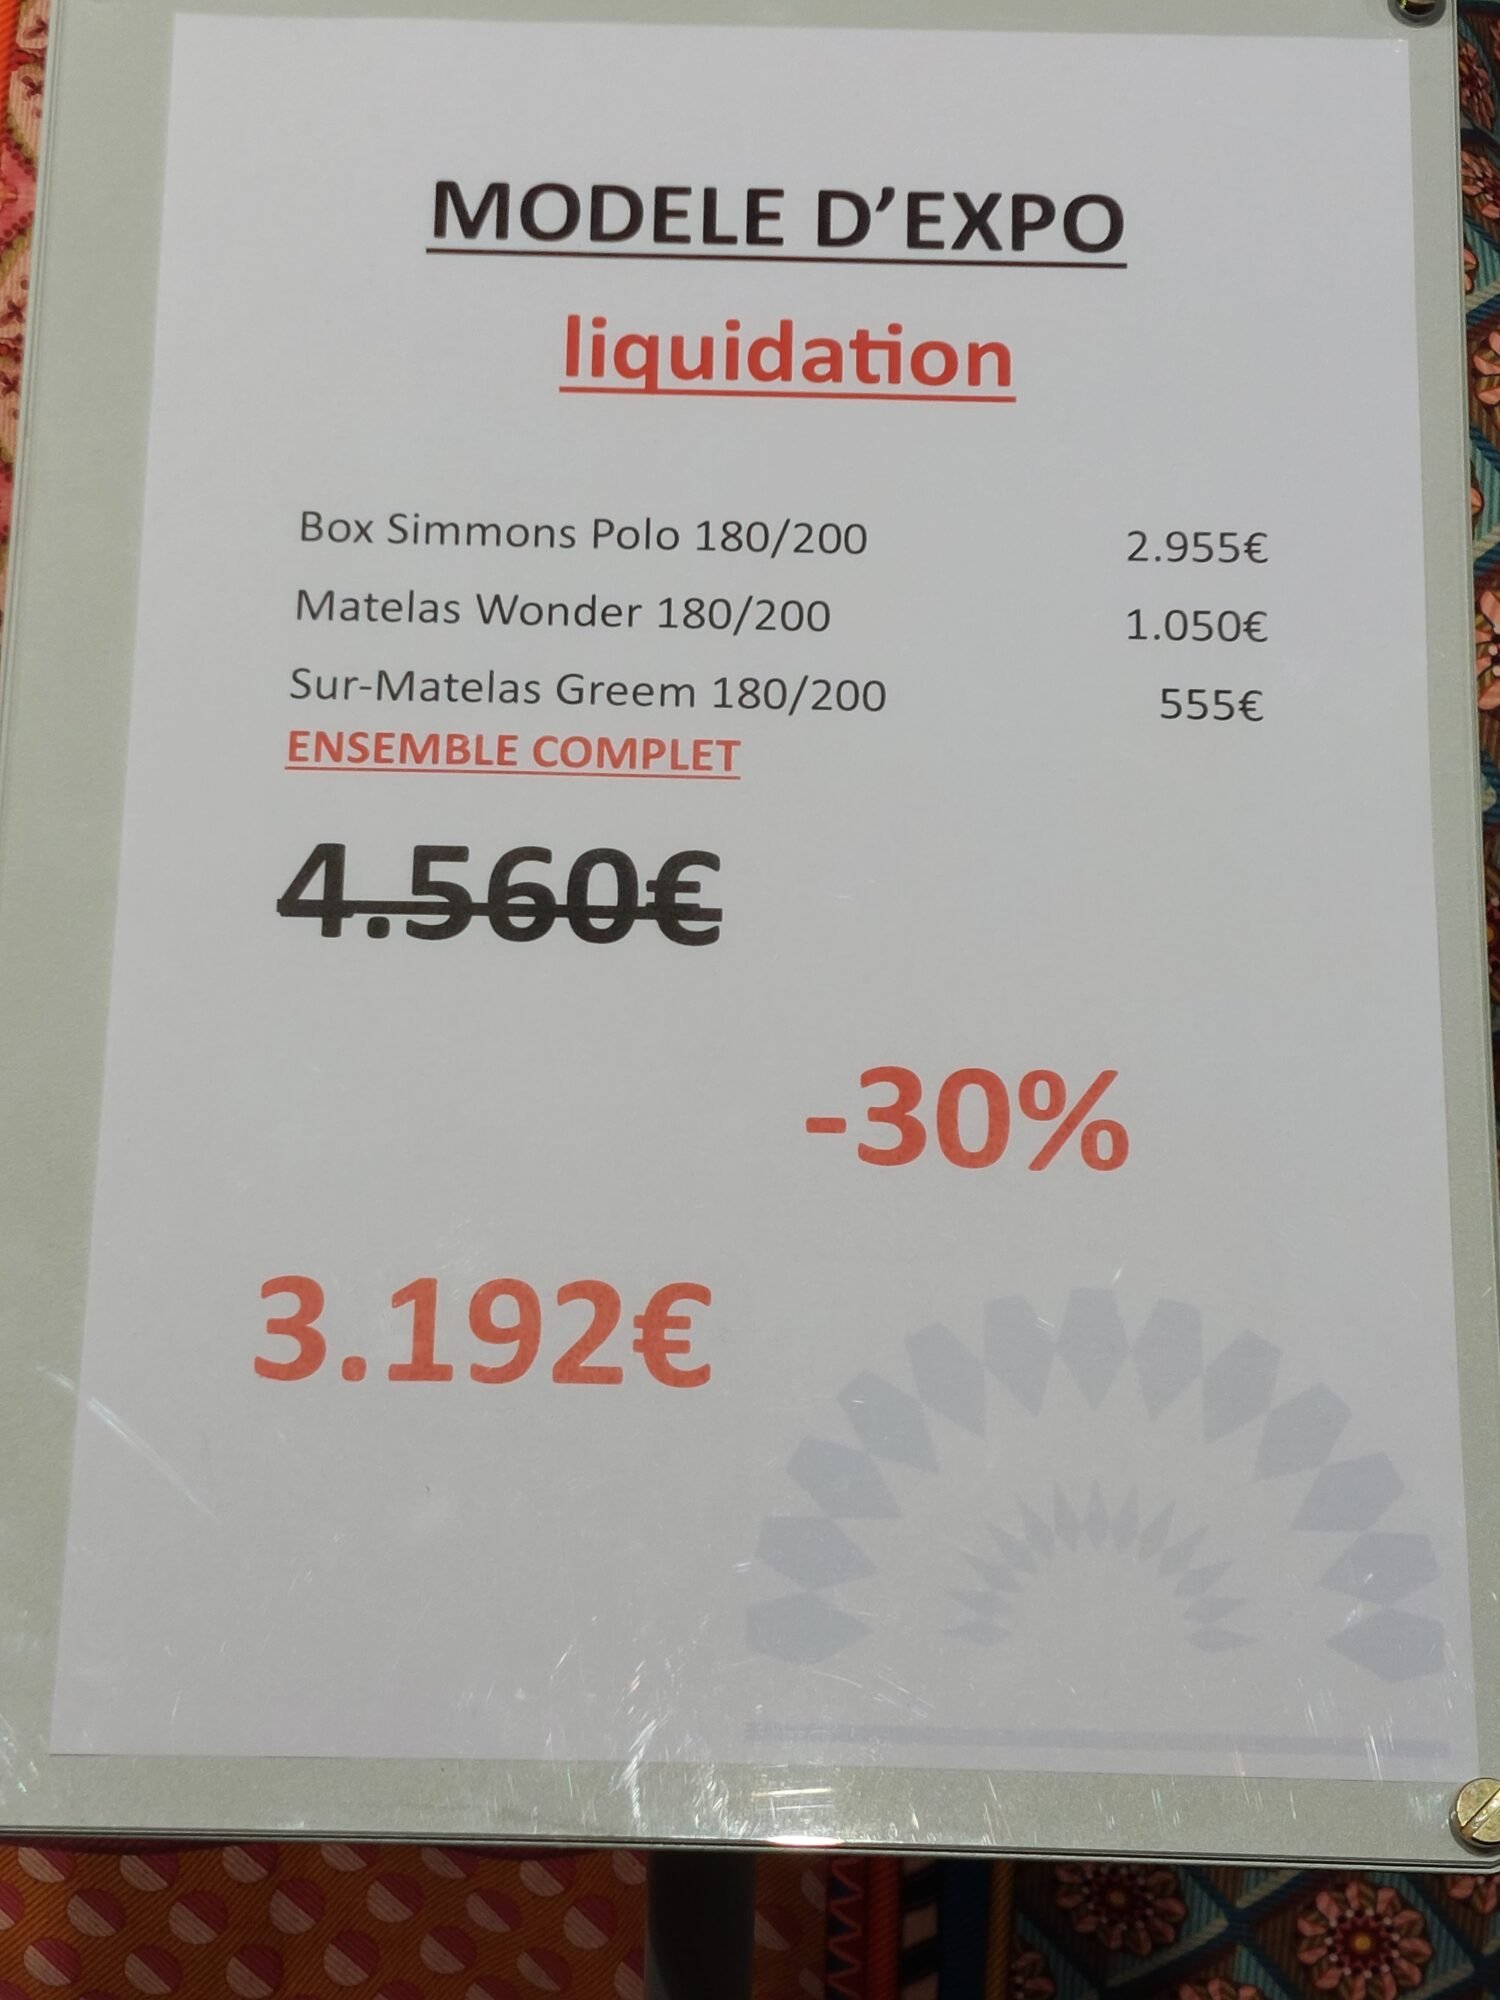 MODELE D'EXPO
liquidation
Box Simmons Polo 180/200 2.955€
Matelas Wonder 180/200 1.050€
Sur-Matelas Greem 180/200 555€
ENSEMBLE COMPLET
4.560€
-30%
3.192€